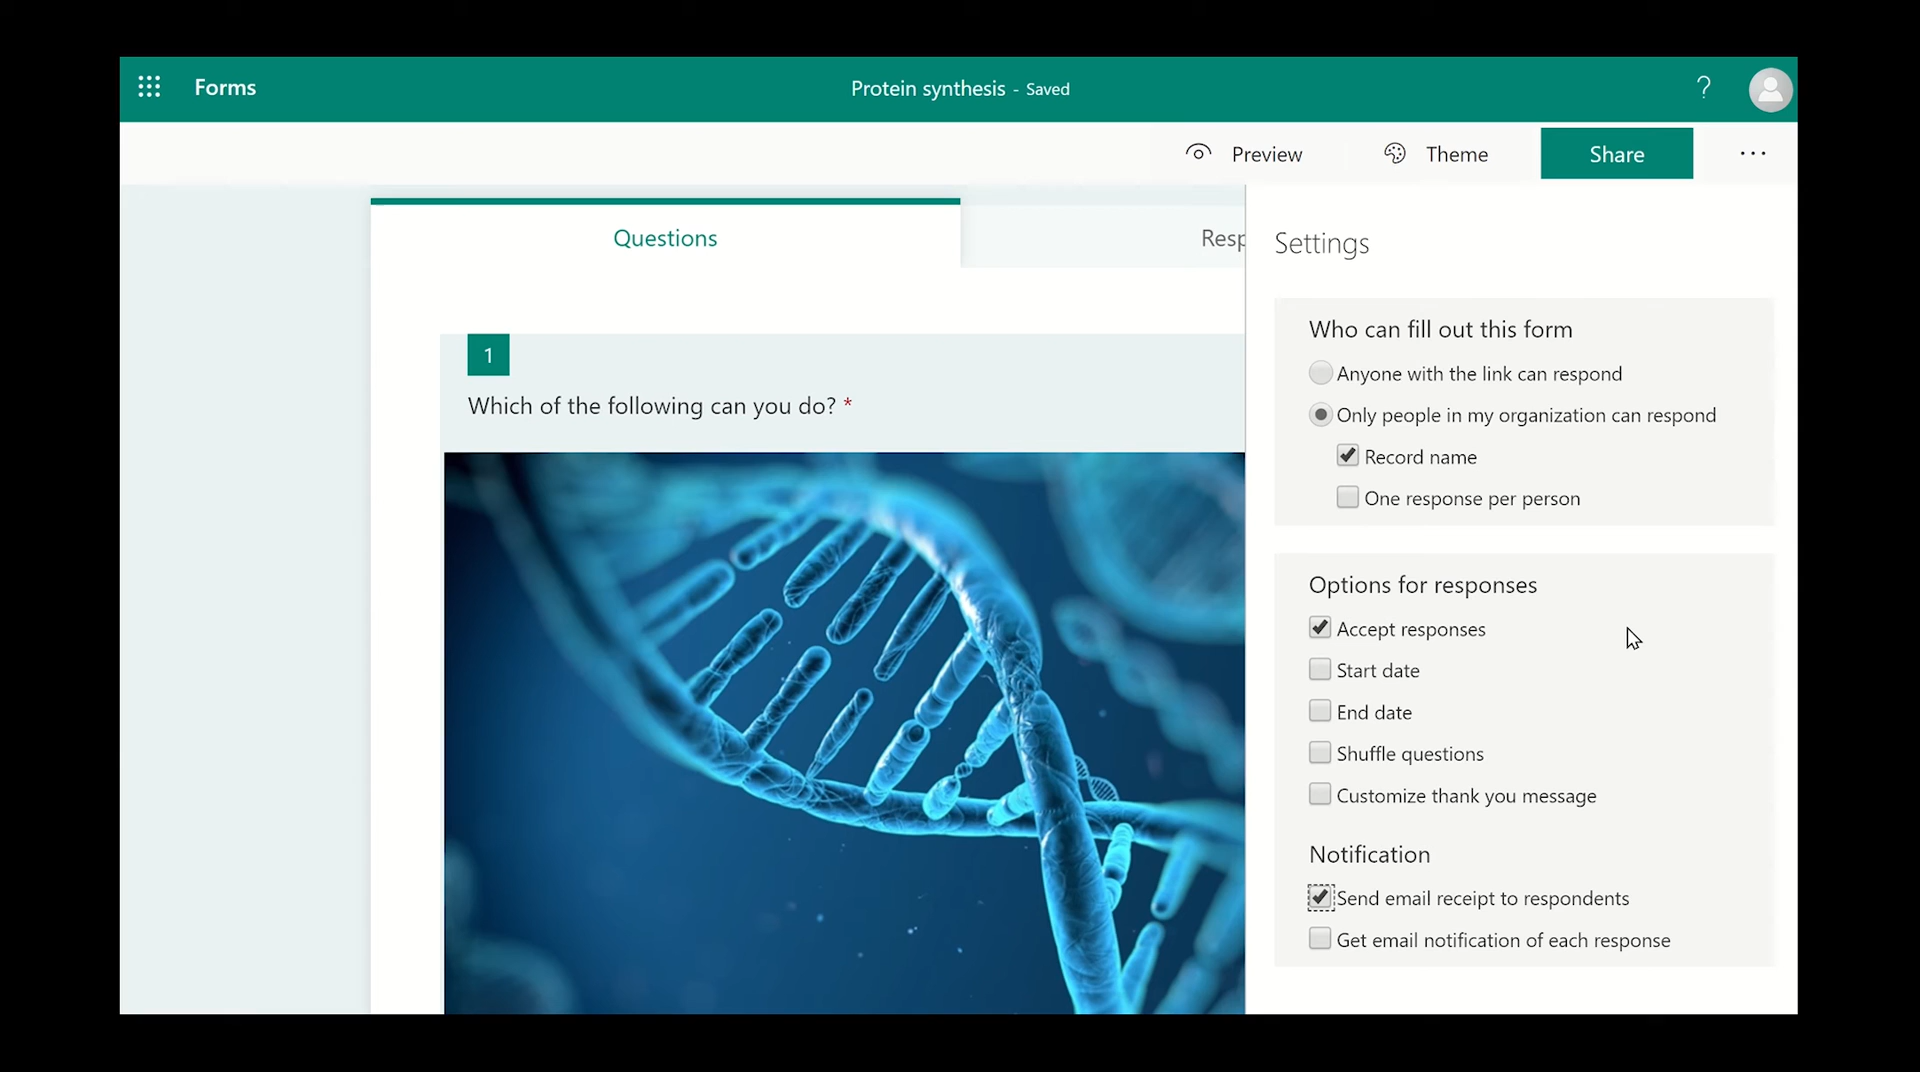 Forms
Protein synthesis - Saved
?
Preview
Theme
Share
...
Questions
Resp
Settings
1
Which of the following can you do? *
Who can fill out this form
Anyone with the link can respond
Only people in my organization can respond
Record name
One response per person
Options for responses
Accept responses
Start date
End date
Shuffle questions
Customize thank you message
Notification
Send email receipt to respondents
Get email notification of each response